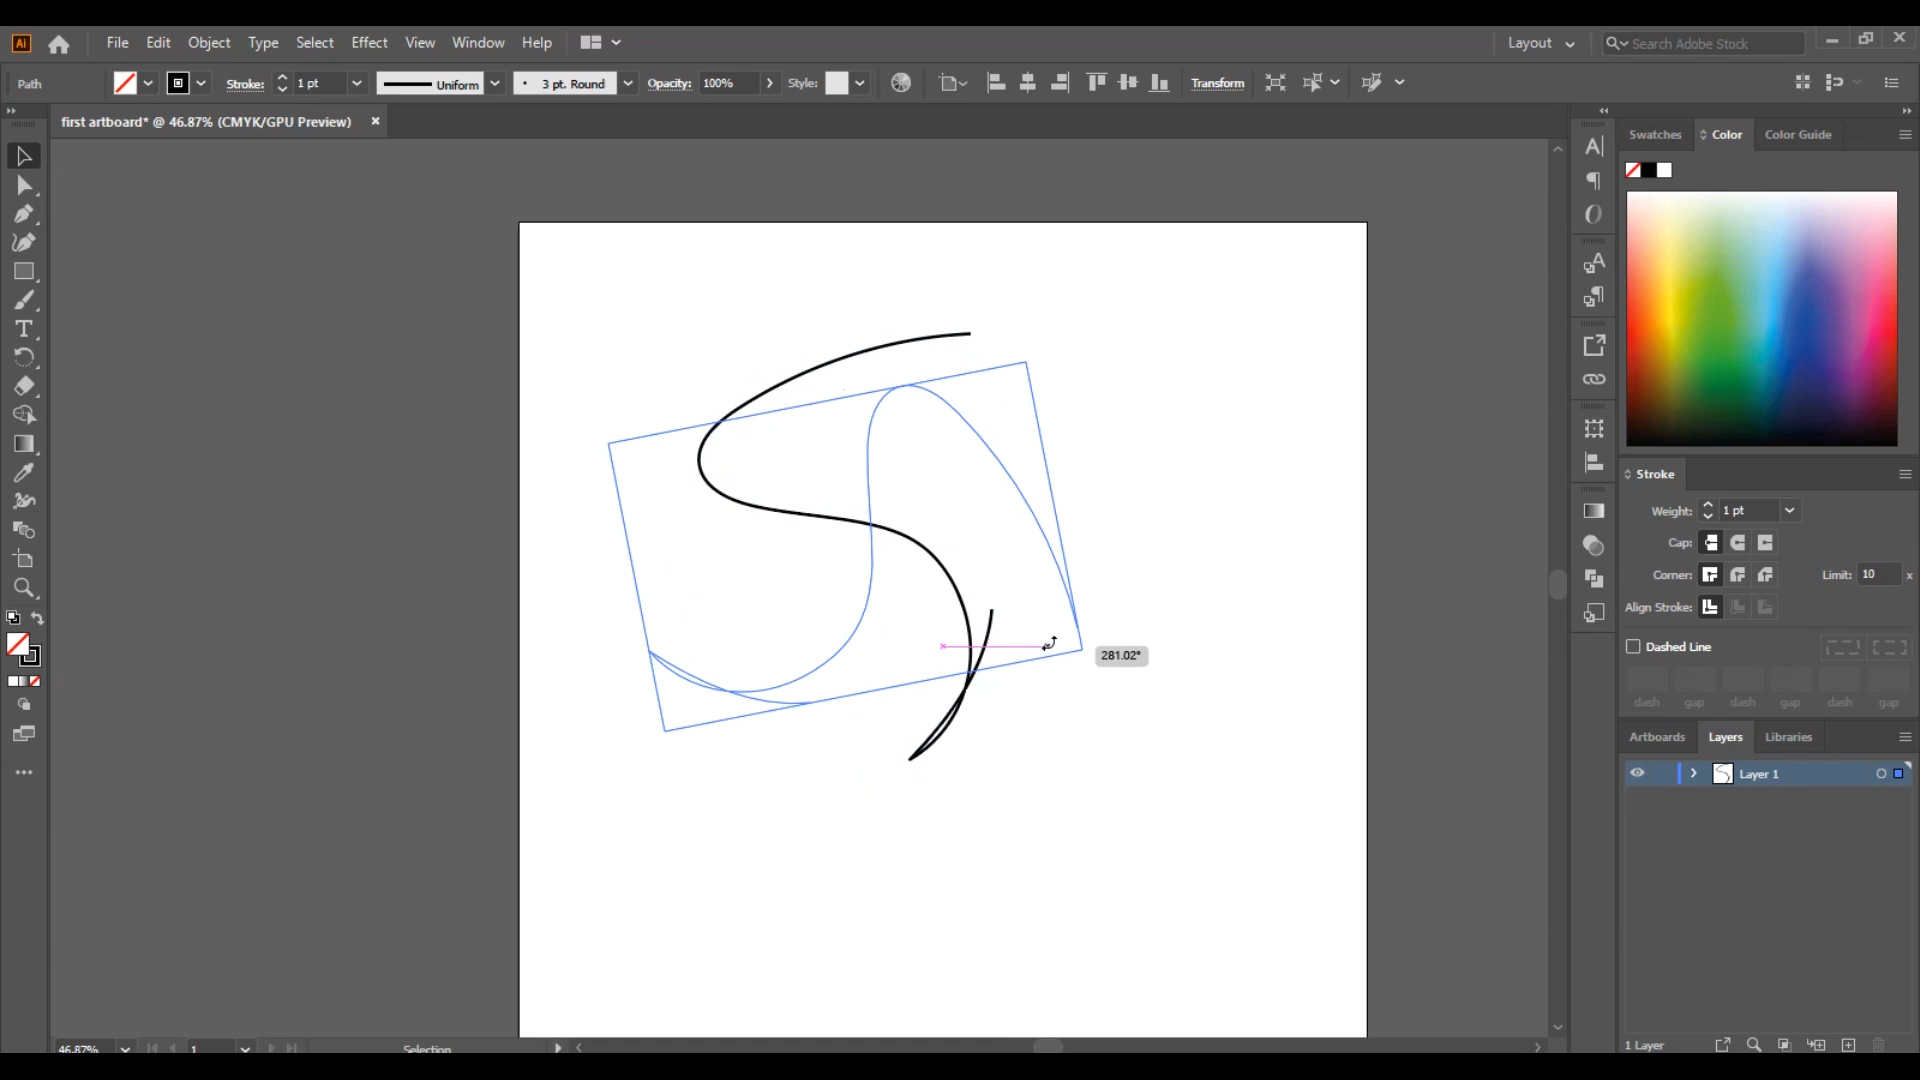 Ai File Edit Object Type Select Effect View Window Help Layout Search Adobe Stock
Path Stroke: 1 pt Uniform 3 pt. Round Opacity: 100% Style: Transform
first artboard* @ 46.87% (CMYK/GPU Preview) ×
Swatches Color Color Guide
Stroke
Weight: 1 pt
Cap:
Corner: Limit: 10 x
Align Stroke:
Dashed Line
281.02°
dash gap dash gap dash gap
Artboards Layers Libraries
Layer 1
46.87% 1 Selection
1 Layer